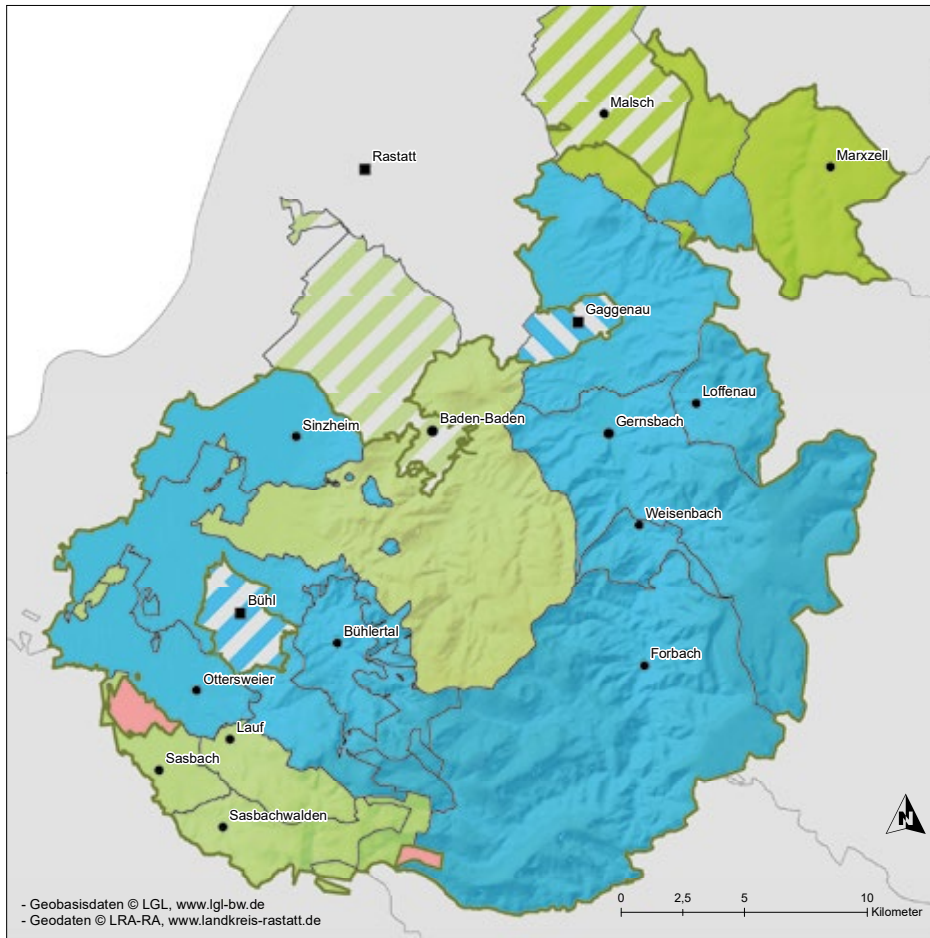 Malsch
Marxzell
Rastatt
Gaggenau
Loffenau
Baden-Baden
Sinzheim
Gernsbach
Weisenbach
Bühl
Bühlertal
Forbach
Ottersweier
Lauf
Sasbach
Sasbachwalden
N
- Geobasisdaten © LGL, www.lgl-bw.de
- Geodaten © LRA-RA, www.landkreis-rastatt.de
0 2,5 5 10
Kilometer